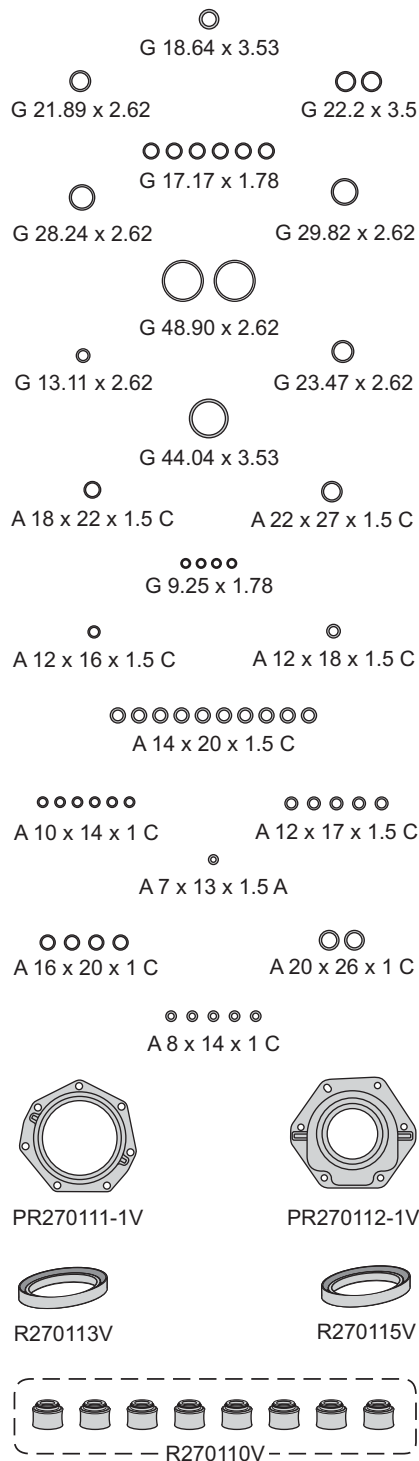 G 18.64 x 3.53
G 21.89 x 2.62
G 22.2 x 3.5
G 17.17 x 1.78
G 28.24 x 2.62
G 29.82 x 2.62
G 48.90 x 2.62
G 13.11 x 2.62
G 23.47 x 2.62
G 44.04 x 3.53
A 18 x 22 x 1.5 C
A 22 x 27 x 1.5 C
G 9.25 x 1.78
A 12 x 16 x 1.5 C
A 12 x 18 x 1.5 C
A 14 x 20 x 1.5 C
A 10 x 14 x 1 C
A 12 x 17 x 1.5 C
A 7 x 13 x 1.5 A
A 16 x 20 x 1 C
A 20 x 26 x 1 C
A 8 x 14 x 1 C
PR270111-1V
PR270112-1V
R270113V
R270115V
R270110V